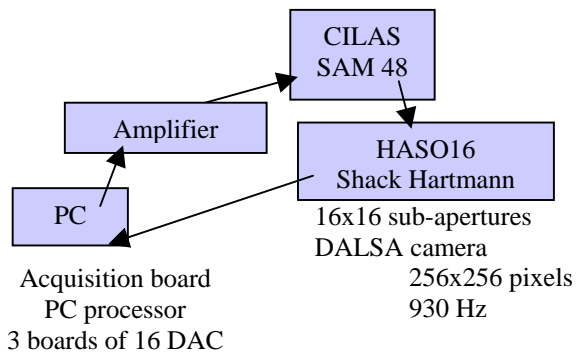 CILAS
SAM 48
Amplifier
HASO16
Shack Hartmann
PC
16x16 sub-apertures
DALSA camera
256x256 pixels
930 Hz
Acquisition board
PC processor
3 boards of 16 DAC